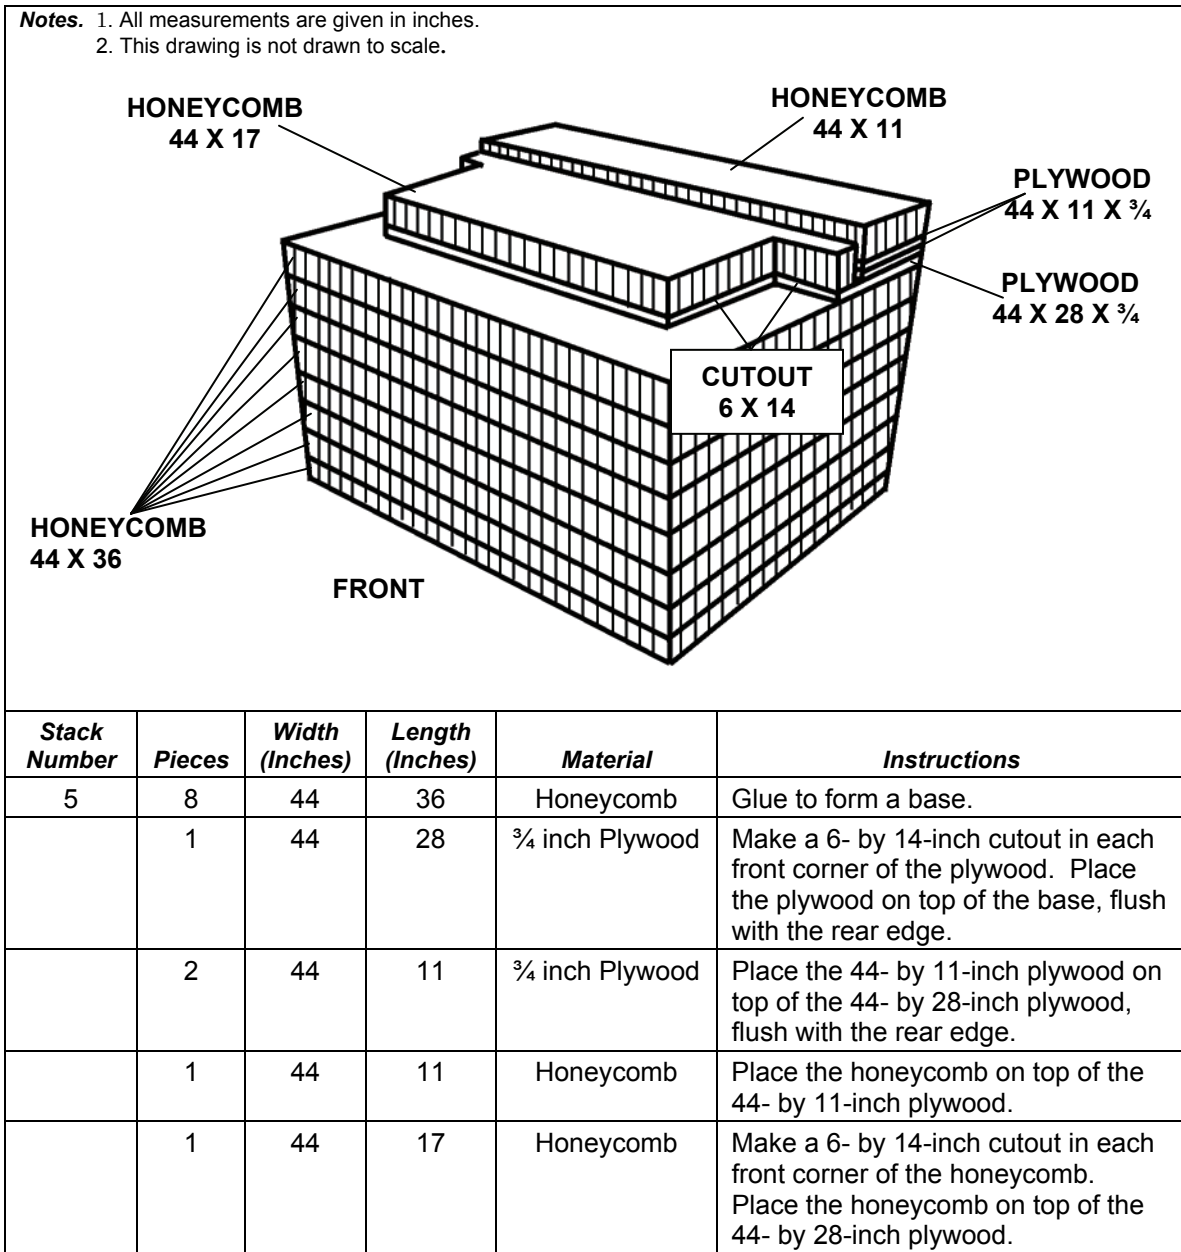 Notes. 1. All measurements are given in inches.
2. This drawing is not drawn to scale.
HONEYCOMB
44 X 17
HONEYCOMB
44 X 11
PLYWOOD
44 X 11 X ¾
PLYWOOD
44 X 28 X ¾
CUTOUT
6 X 14
HONEYCOMB
44 X 36
FRONT
Stack Number Pieces Width (Inches) Length (Inches) Material Instructions
5 8 44 36 Honeycomb Glue to form a base.
1 44 28 ¾ inch Plywood Make a 6- by 14-inch cutout in each
front corner of the plywood. Place
the plywood on top of the base, flush
with the rear edge.
2 44 11 ¾ inch Plywood Place the 44- by 11-inch plywood on
top of the 44- by 28-inch plywood,
flush with the rear edge.
1 44 11 Honeycomb Place the honeycomb on top of the
44- by 11-inch plywood.
1 44 17 Honeycomb Make a 6- by 14-inch cutout in each
front corner of the honeycomb.
Place the honeycomb on top of the
44- by 28-inch plywood.